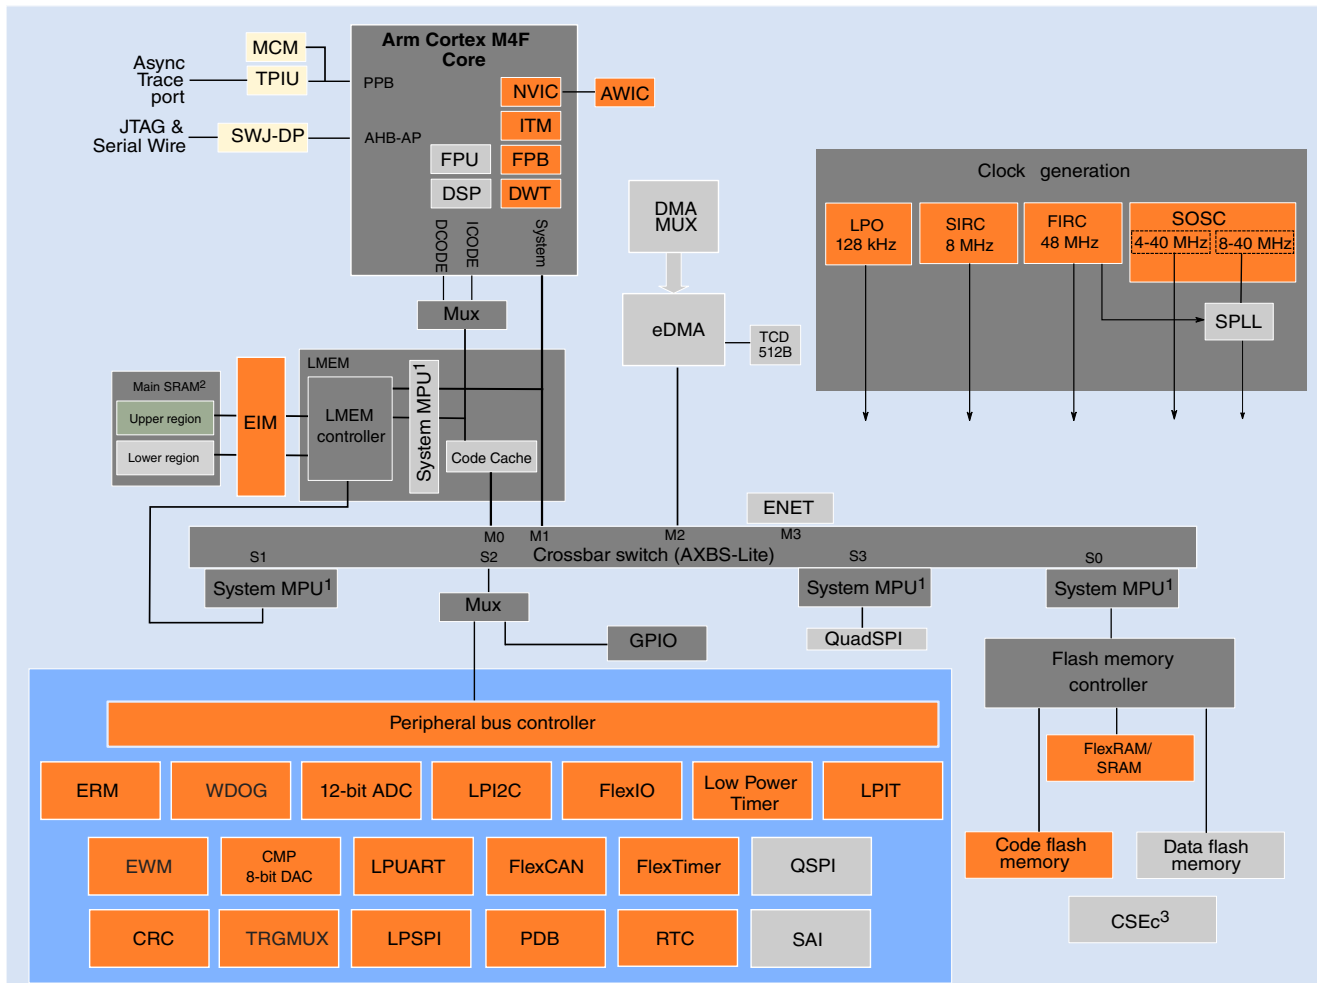 Arm Cortex M4F
Core
MCM
TPIU
Async
Trace
port
PPB
JTAG &
Serial Wire
SWJ-DP
AHB-AP
NVIC
AWIC
ITM
FPU
FPB
DSP
DWT
DCODE
ICODE
System
Mux
DMA
MUX
eDMA
TCD
512B
Clock generation
LPO
128 kHz
SIRC
8 MHz
FIRC
48 MHz
SOSC
4-40 MHz
8-40 MHz
SPLL
Main SRAM2
Upper region
Lower region
EIM
LMEM
LMEM
controller
System MPU1
Code Cache
ENET
M0
M1
M2
M3
Crossbar switch (AXBS-Lite)
S1
S2
S3
S0
System MPU1
Mux
System MPU1
System MPU1
GPIO
QuadSPI
Flash memory
controller
FlexRAM/
SRAM
Code flash
memory
Data flash
memory
CSEc3
Peripheral bus controller
ERM
WDOG
12-bit ADC
LPI2C
FlexIO
Low Power
Timer
LPIT
EWM
CMP
8-bit DAC
LPUART
FlexCAN
FlexTimer
QSPI
CRC
TRGMUX
LPSPI
PDB
RTC
SAI